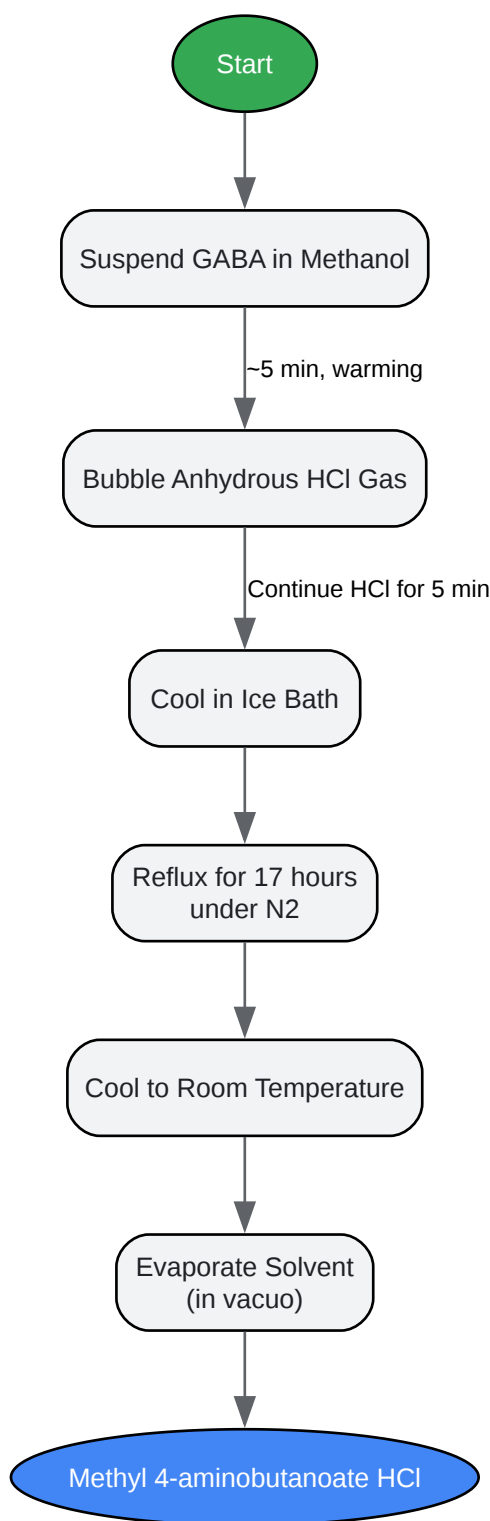 Start
Suspend GABA in Methanol
~5 min, warming
Bubble Anhydrous HCl Gas
Continue HCl for 5 min
Cool in Ice Bath
Reflux for 17 hours
under N2
Cool to Room Temperature
Evaporate Solvent
(in vacuo)
Methyl 4-aminobutanoate HCl